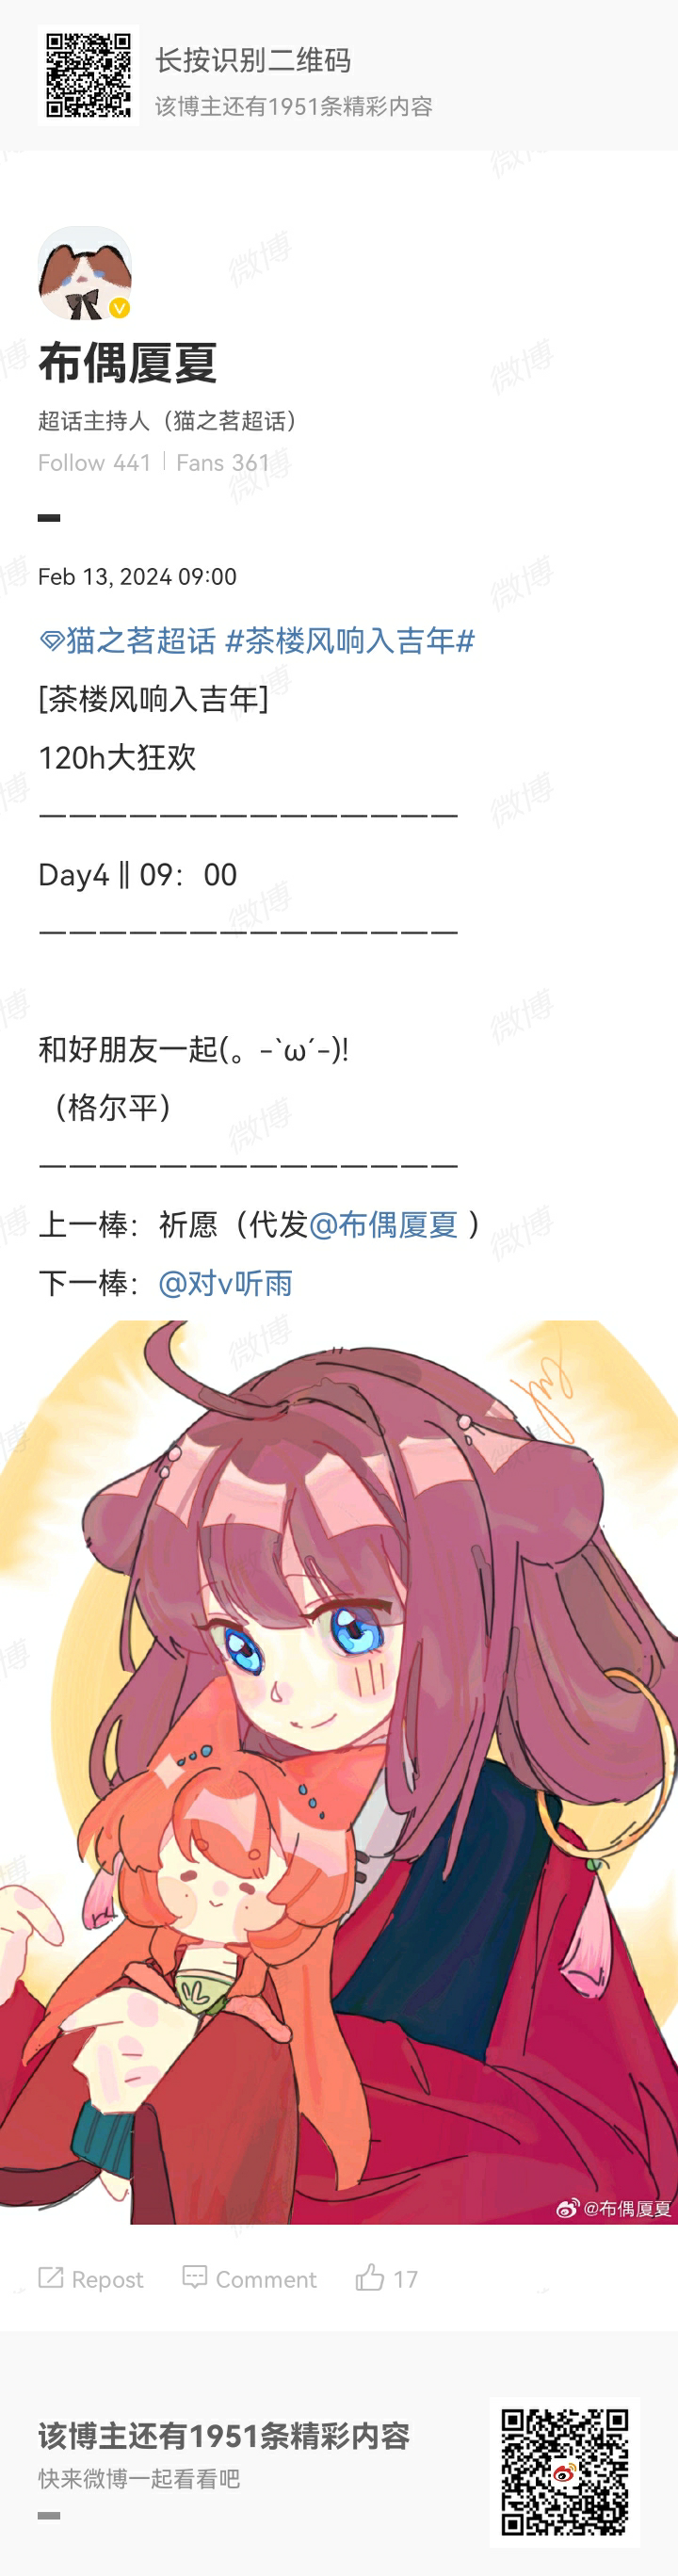 长按识别二维码
该博主还有1951条精彩内容
布偶厦夏
超话主持人（猫之茗超话）
Follow 441 | Fans 361
Feb 13, 2024 09:00
猫之茗超话 #茶楼风响入吉年#
[茶楼风响入吉年]
120h大狂欢
——————————————
Day4 || 09：00
——————————————
和好朋友一起(。-`ω´-)!
（格尔平）
——————————————
上一棒：祈愿（代发@布偶厦夏 ）
下一棒：@对v听雨
@布偶厦夏
Repost Comment 17
该博主还有1951条精彩内容
快来微博一起看看吧
微博